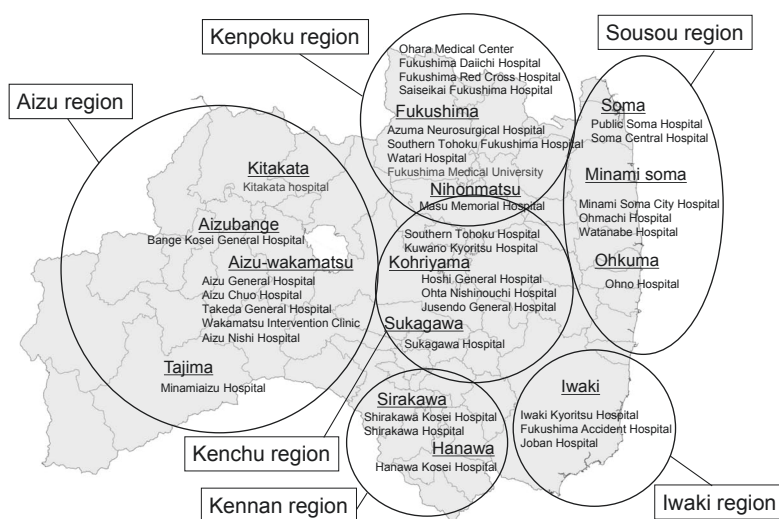 Kenpoku region
Sousou region
Aizu region
Ohara Medical Center
Fukushima Daiichi Hospital
Fukushima Red Cross Hospital
Saiseikai Fukushima Hospital
Fukushima
Azuma Neurosurgical Hospital
Southern Tohoku Fukushima Hospital
Watari Hospital
Fukushima Medical University
Nihonmatsu
Masu Memorial Hospital
Soma
Public Soma Hospital
Soma Central Hospital
Minami soma
Minami Soma City Hospital
Ohmachi Hospital
Watanabe Hospital
Ohkuma
Ohno Hospital
Kitakata
Kitakata hospital
Aizubange
Bange Kosei General Hospital
Aizu-wakamatsu
Aizu General Hospital
Aizu Chuo Hospital
Takeda General Hospital
Wakamatsu Intervention Clinic
Aizu Nishi Hospital
Tajima
Minamiaizu Hospital
Southern Tohoku Hospital
Kuwano Kyoritsu Hospital
Kohriyama
Hoshi General Hospital
Ohta Nishinouchi Hospital
Jusendo General Hospital
Sukagawa
Sukagawa Hospital
Sirakawa
Shirakawa Kosei Hospital
Shirakawa Hospital
Hanawa
Hanawa Kosei Hospital
Iwaki
Iwaki Kyoritsu Hospital
Fukushima Accident Hospital
Joban Hospital
Kenchu region
Kennan region
Iwaki region